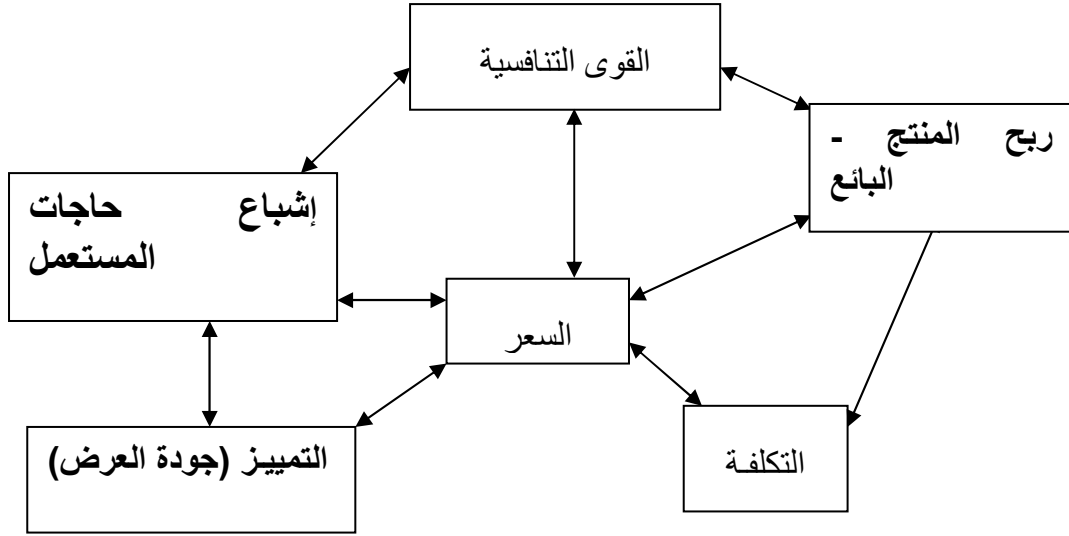 القوى التنافسية
ربح المنتج -
البائع
إشباع حاجات
المستعمل
السعر
التمييز (جودة العرض)
التكلفة